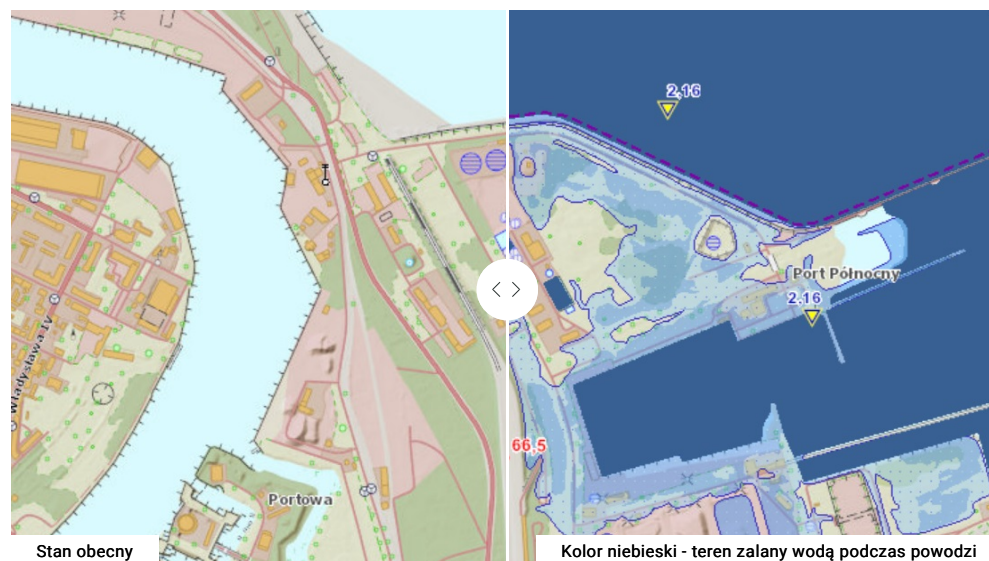 2,16
Port Północny
2.16
Władysława IV
66,5
Portowa
Stan obecny
Kolor niebieski - teren zalany wodą podczas powodzi